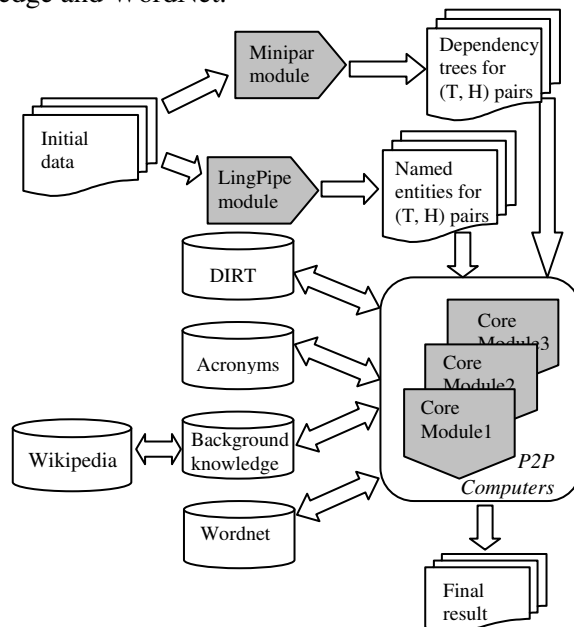 edge and WordNet.
Minipar
module
Dependency
trees for
(T, H) pairs
Initial
data
LingPipe
module
Named
entities for
(T, H) pairs
DIRT
Acronyms
Background
knowledge
Wikipedia
Wordnet
Core
Module3
Core
Module2
Core
Module1
P2P
Computers
Final
result